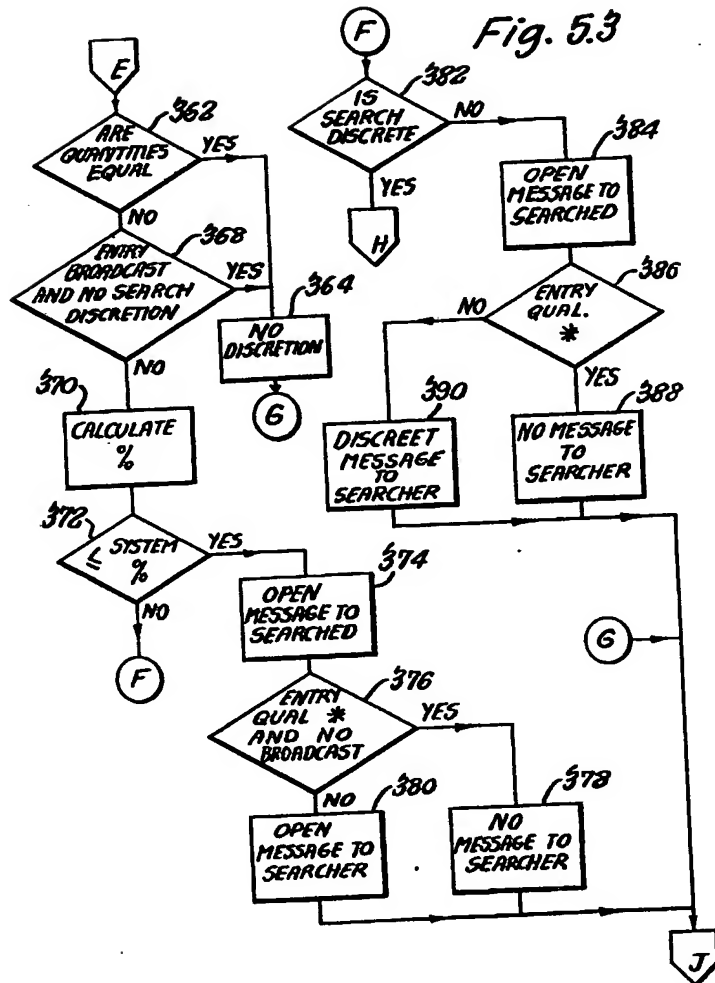 Fig. 5.3
E
362
ARE
QUANTITIES
EQUAL
YES
NO
368
ENTRY
BROADCAST
AND NO SEARCH
DISCRETION
YES
NO
364
NO
DISCRETION
G
370
CALCULATE
%
372
≤ SYSTEM
%
YES
NO
F
374
OPEN
MESSAGE TO
SEARCHED
376
ENTRY
QUAL *
AND NO
BROADCAST
YES
NO
380
OPEN
MESSAGE TO
SEARCHER
378
NO
MESSAGE TO
SEARCHER
F
382
IS
SEARCH
DISCRETE
NO
YES
H
384
OPEN
MESSAGE TO
SEARCHED
386
ENTRY
QUAL.
*
NO
YES
390
DISCREET
MESSAGE
TO
SEARCHER
388
NO MESSAGE
TO
SEARCHER
G
J